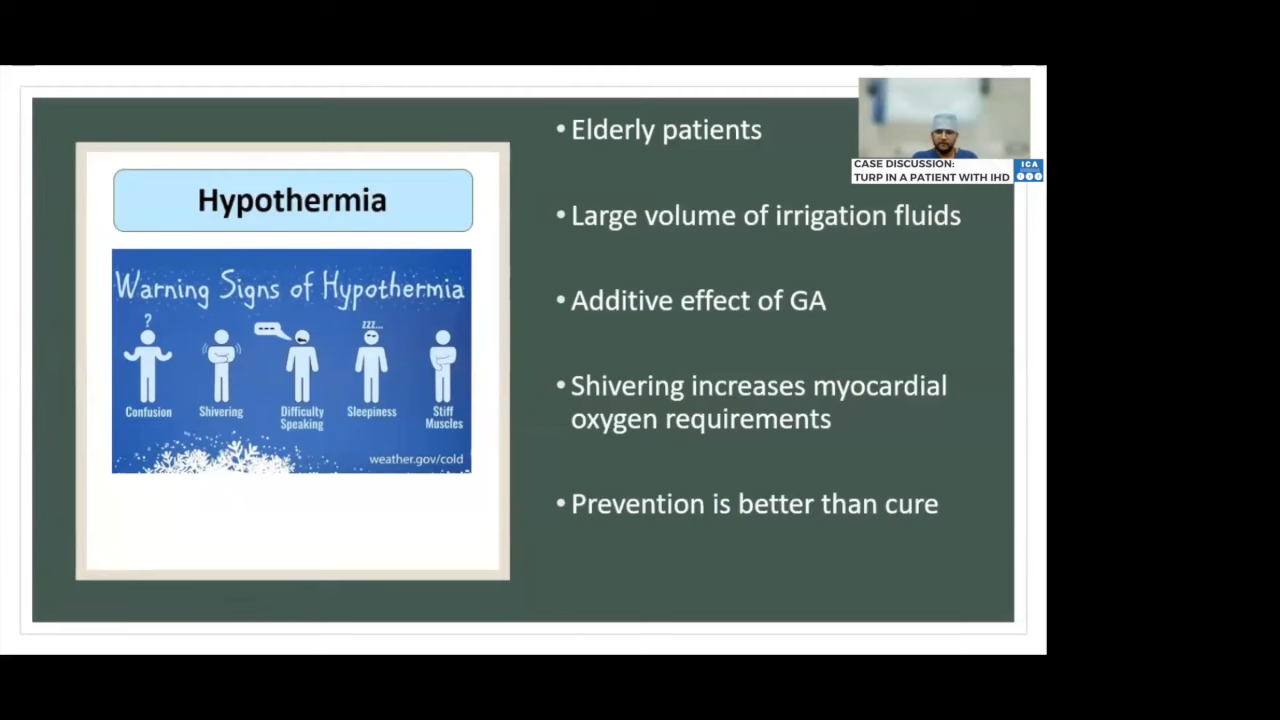 Hypothermia
Warning Signs of Hypothermia
?
zzz...
Confusion
Shivering
Difficulty
Speaking
Sleepiness
Stiff
Muscles
weather.gov/cold
• Elderly patients
• Large volume of irrigation fluids
• Additive effect of GA
• Shivering increases myocardial
oxygen requirements
• Prevention is better than cure
CASE DISCUSSION:
TURP IN A PATIENT WITH IHD
ICA